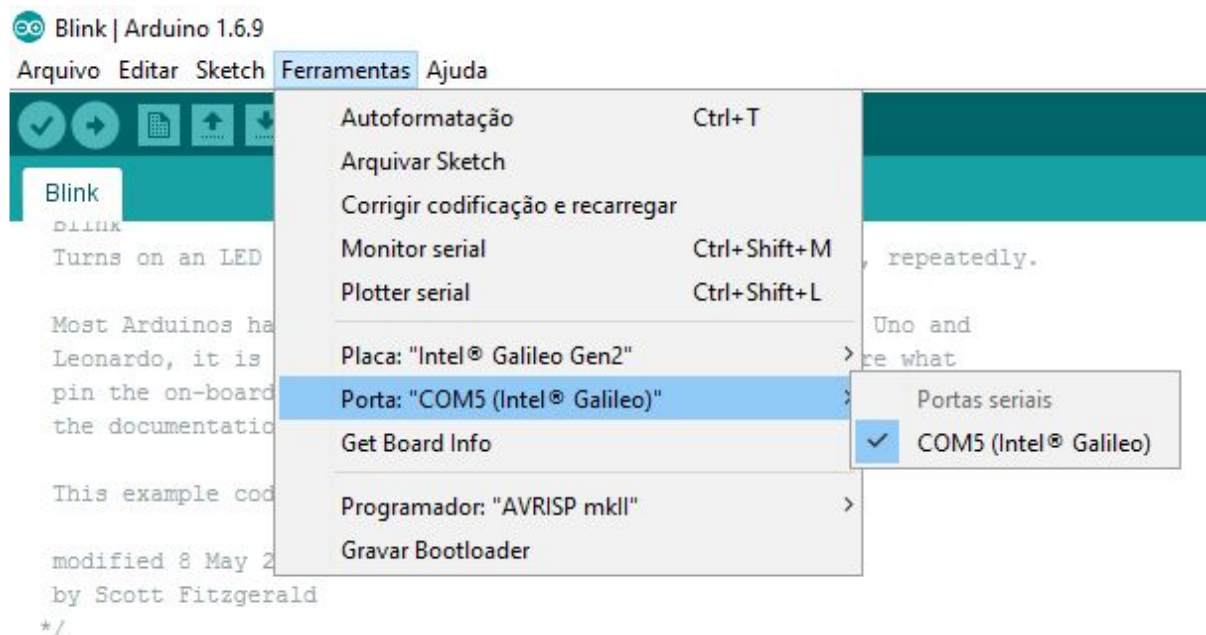 Blink | Arduino 1.6.9
Arquivo Editar Sketch Ferramentas Ajuda
Blink
Autoformatação Ctrl+T
Arquivar Sketch
Corrigir codificação e recarregar
Monitor serial Ctrl+Shift+M
Plotter serial Ctrl+Shift+L
Placa: "Intel® Galileo Gen2"
Porta: "COM5 (Intel® Galileo)"
Get Board Info
Programador: "AVRISP mkII"
Gravar Bootloader
Portas seriais
COM5 (Intel® Galileo)
Blink
Turns on an LED , repeatedly.
Most Arduinos ha Uno and
Leonardo, it is re what
pin the on-board
the documentatio
This example cod
modified 8 May 2
by Scott Fitzgerald
*/